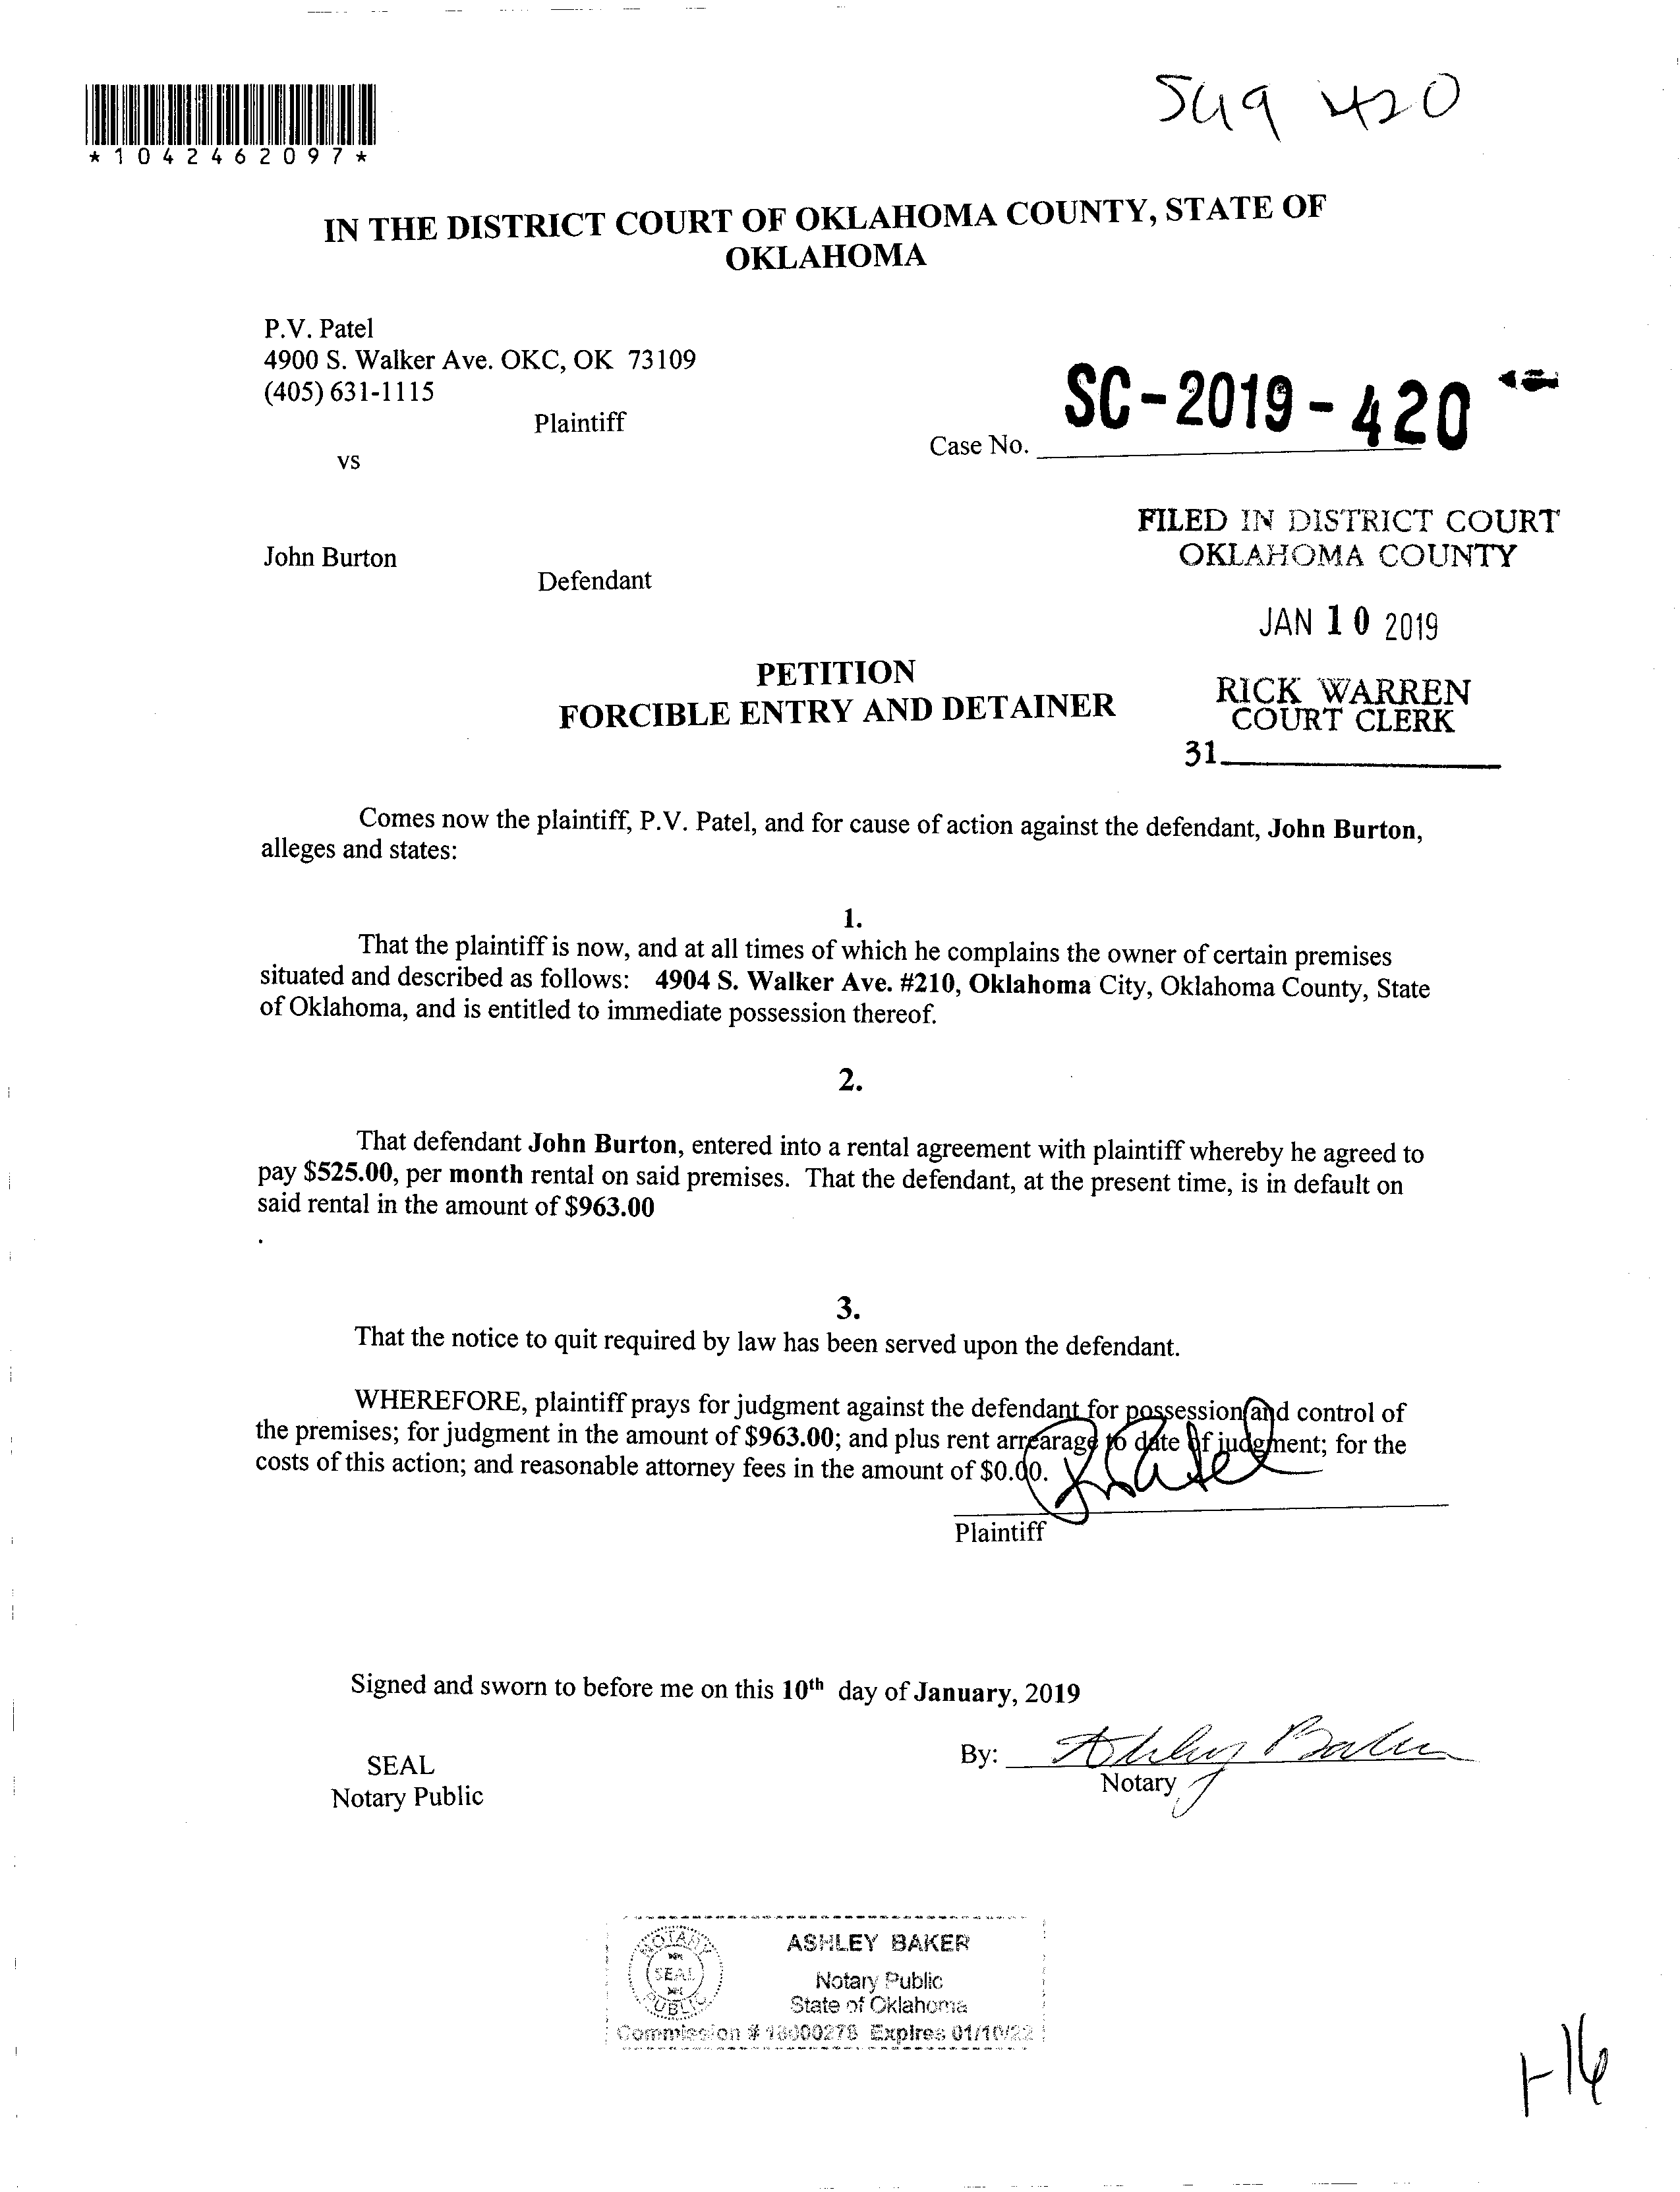 *1042462097*
IN THE DISTRICT COURT OF OKLAHOMA COUNTY, STATE OF
OKLAHOMA
P.V. Patel
4900 S. Walker Ave. OKC, OK 73109
(405) 631-1115
Plaintiff
vs
Case No. SC-2019-420
John Burton
Defendant
FILED IN DISTRICT COURT
OKLAHOMA COUNTY
JAN 10 2019
RICK WARREN
COURT CLERK
31
PETITION
FORCIBLE ENTRY AND DETAINER
Comes now the plaintiff, P.V. Patel, and for cause of action against the defendant, John Burton,
alleges and states:
1.
That the plaintiff is now, and at all times of which he complains the owner of certain premises
situated and described as follows: 4904 S. Walker Ave. #210, Oklahoma City, Oklahoma County, State
of Oklahoma, and is entitled to immediate possession thereof.
2.
That defendant John Burton, entered into a rental agreement with plaintiff whereby he agreed to
pay $525.00, per month rental on said premises. That the defendant, at the present time, is in default on
said rental in the amount of $963.00
.
3.
That the notice to quit required by law has been served upon the defendant.
WHEREFORE, plaintiff prays for judgment against the defendant for possession and control of
the premises; for judgment in the amount of $963.00; and plus rent arrearage to date of judgment; for the
costs of this action; and reasonable attorney fees in the amount of $0.00.
Plaintiff
Signed and sworn to before me on this 10th day of January, 2019
By: Ashley Baker
Notary
SEAL
Notary Public
NOTARY
SEAL
PUBLIC
ASHLEY BAKER
Notary Public
State of Oklahoma
Commission # 18000278 Expires 01/10/22
1-16